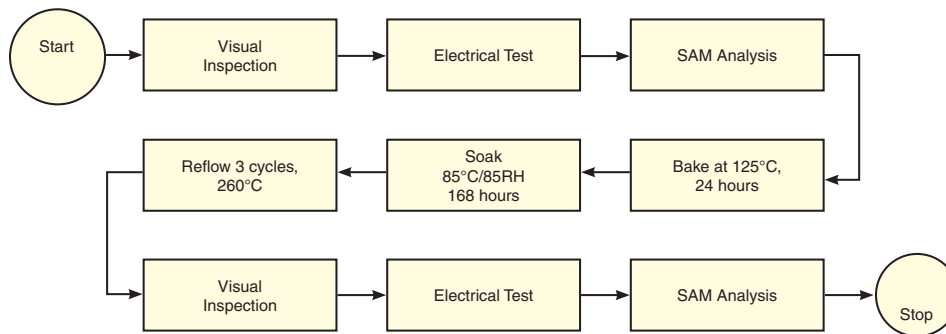 Start
Visual
Inspection
Electrical Test
SAM Analysis
Bake at 125°C,
24 hours
Soak
85°C/85RH
168 hours
Reflow 3 cycles,
260°C
Visual
Inspection
Electrical Test
SAM Analysis
Stop